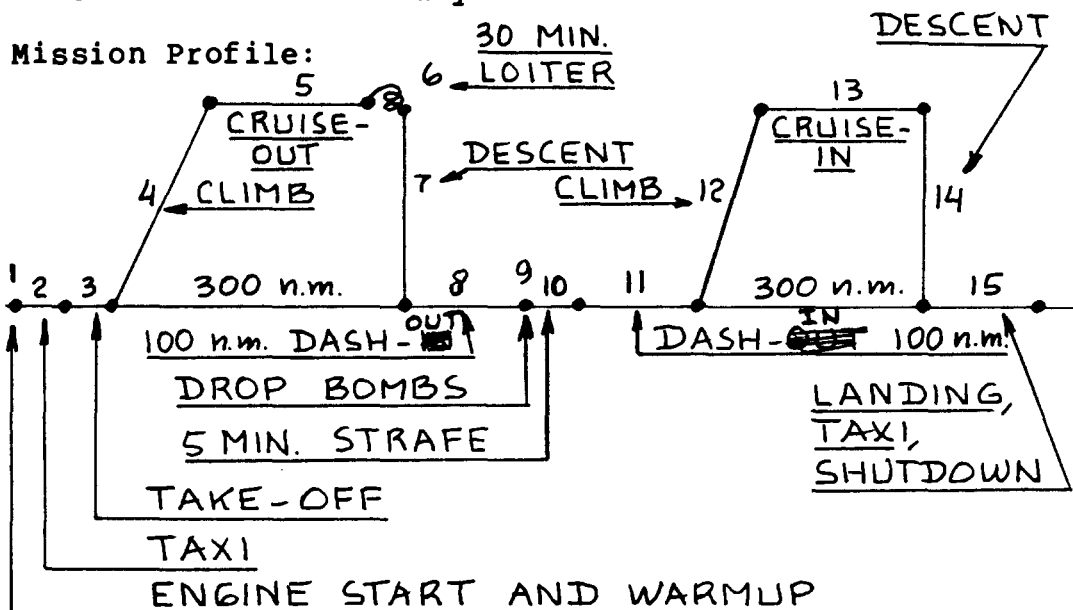 Mission Profile:
30 MIN.
LOITER
DESCENT
5
6
13
CRUISE-
OUT
CRUISE-
IN
4
CLIMB
7
DESCENT
CLIMB
12
14
1
2
3
300 n.m.
8
9
10
11
300 n.m.
15
100 n.m. DASH-OUT
DASH-IN 100 n.m.
DROP BOMBS
5 MIN. STRAFE
LANDING,
TAXI,
SHUTDOWN
TAKE-OFF
TAXI
ENGINE START AND WARMUP